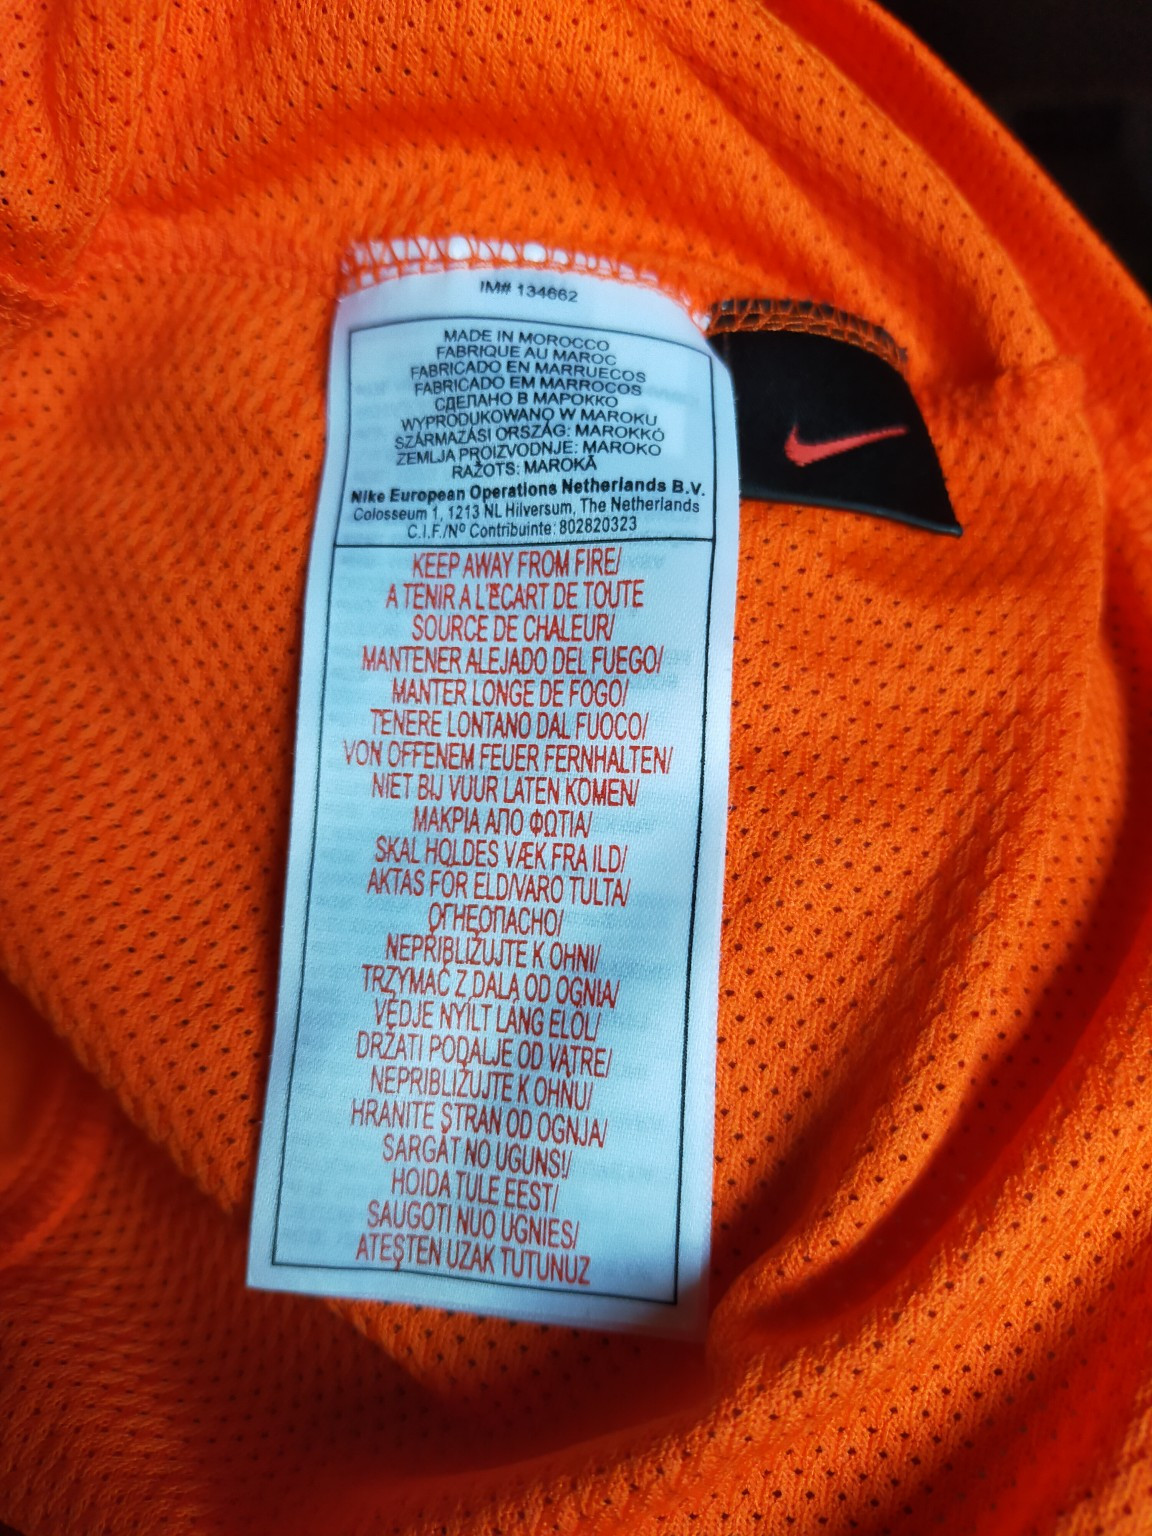 IM# 134662
MADE IN MOROCCO
FABRIQUE AU MAROC
FABRICADO EN MARRUECOS
FABRICADO EM MARROCOS
СДЕЛАНО В МАРОККО
WYPRODUKOWANO W MAROKU
SZÁRMAZÁSI ORSZÁG: MAROKKÓ
ZEMLJA PROIZVODNJE: MAROKO
RAŽOTS: MAROKĀ
Nike European Operations Netherlands B.V.
Colosseum 1, 1213 NL Hilversum, The Netherlands
C.I.F./Nº Contribuinte: 802820323
KEEP AWAY FROM FIRE/
A TENIR A L'ÉCART DE TOUTE
SOURCE DE CHALEUR/
MANTENER ALEJADO DEL FUEGO/
MANTER LONGE DE FOGO/
TENERE LONTANO DAL FUOCO/
VON OFFENEM FEUER FERNHALTEN/
NIET BIJ VUUR LATEN KOMEN/
ΜΑΚΡΙΑ ΑΠΟ ΦΩΤΙΑ/
SKAL HOLDES VÆK FRA ILD/
AKTAS FÖR ELD/VARO TULTA/
ОГНЕОПАСНО/
NEPŘIBLIŽUJTE K OHNI/
TRZYMAĆ Z DALA OD OGNIA/
VÉDJE NYÍLT LÁNG ELŐL/
DRŽATI PODALJE OD VATRE/
NEPRIBLIŽUJTE K OHNU/
HRANITE STRAN OD OGNJA/
SARGĀT NO UGUNS!/
HOIDA TULE EEST/
SAUGOTI NUO UGNIES/
ATEŞTEN UZAK TUTUNUZ